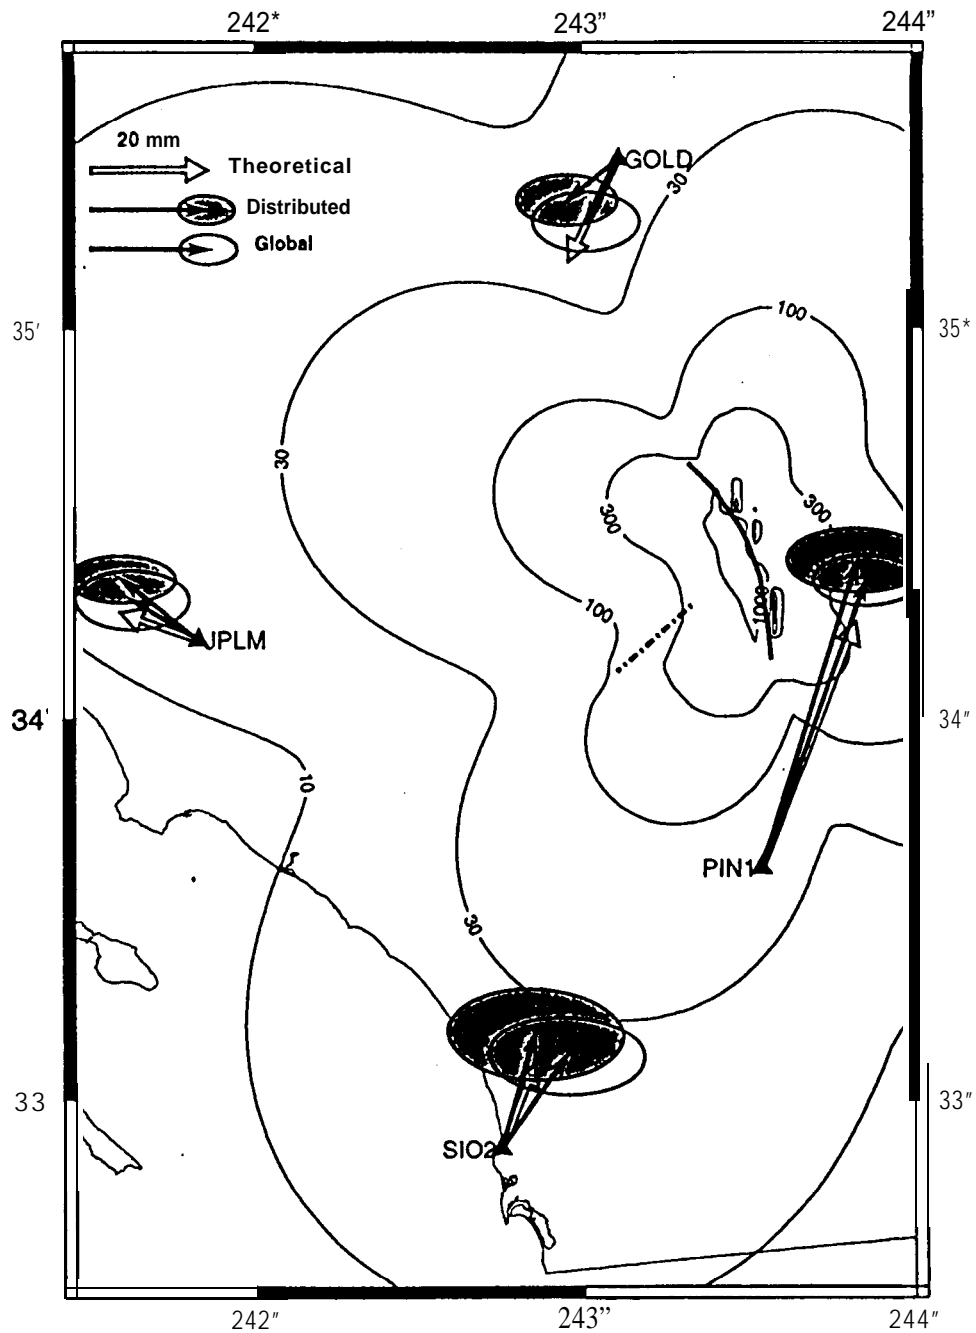 242* 243” 244”
20 mm
Theoretical
Distributed
Global
GOLD
30
100
35′ 35*
30
300
300
100
1000
JPLM
34′ 34″
10
PIN1
30
33 33″
SIO2
242″ 243” 244″